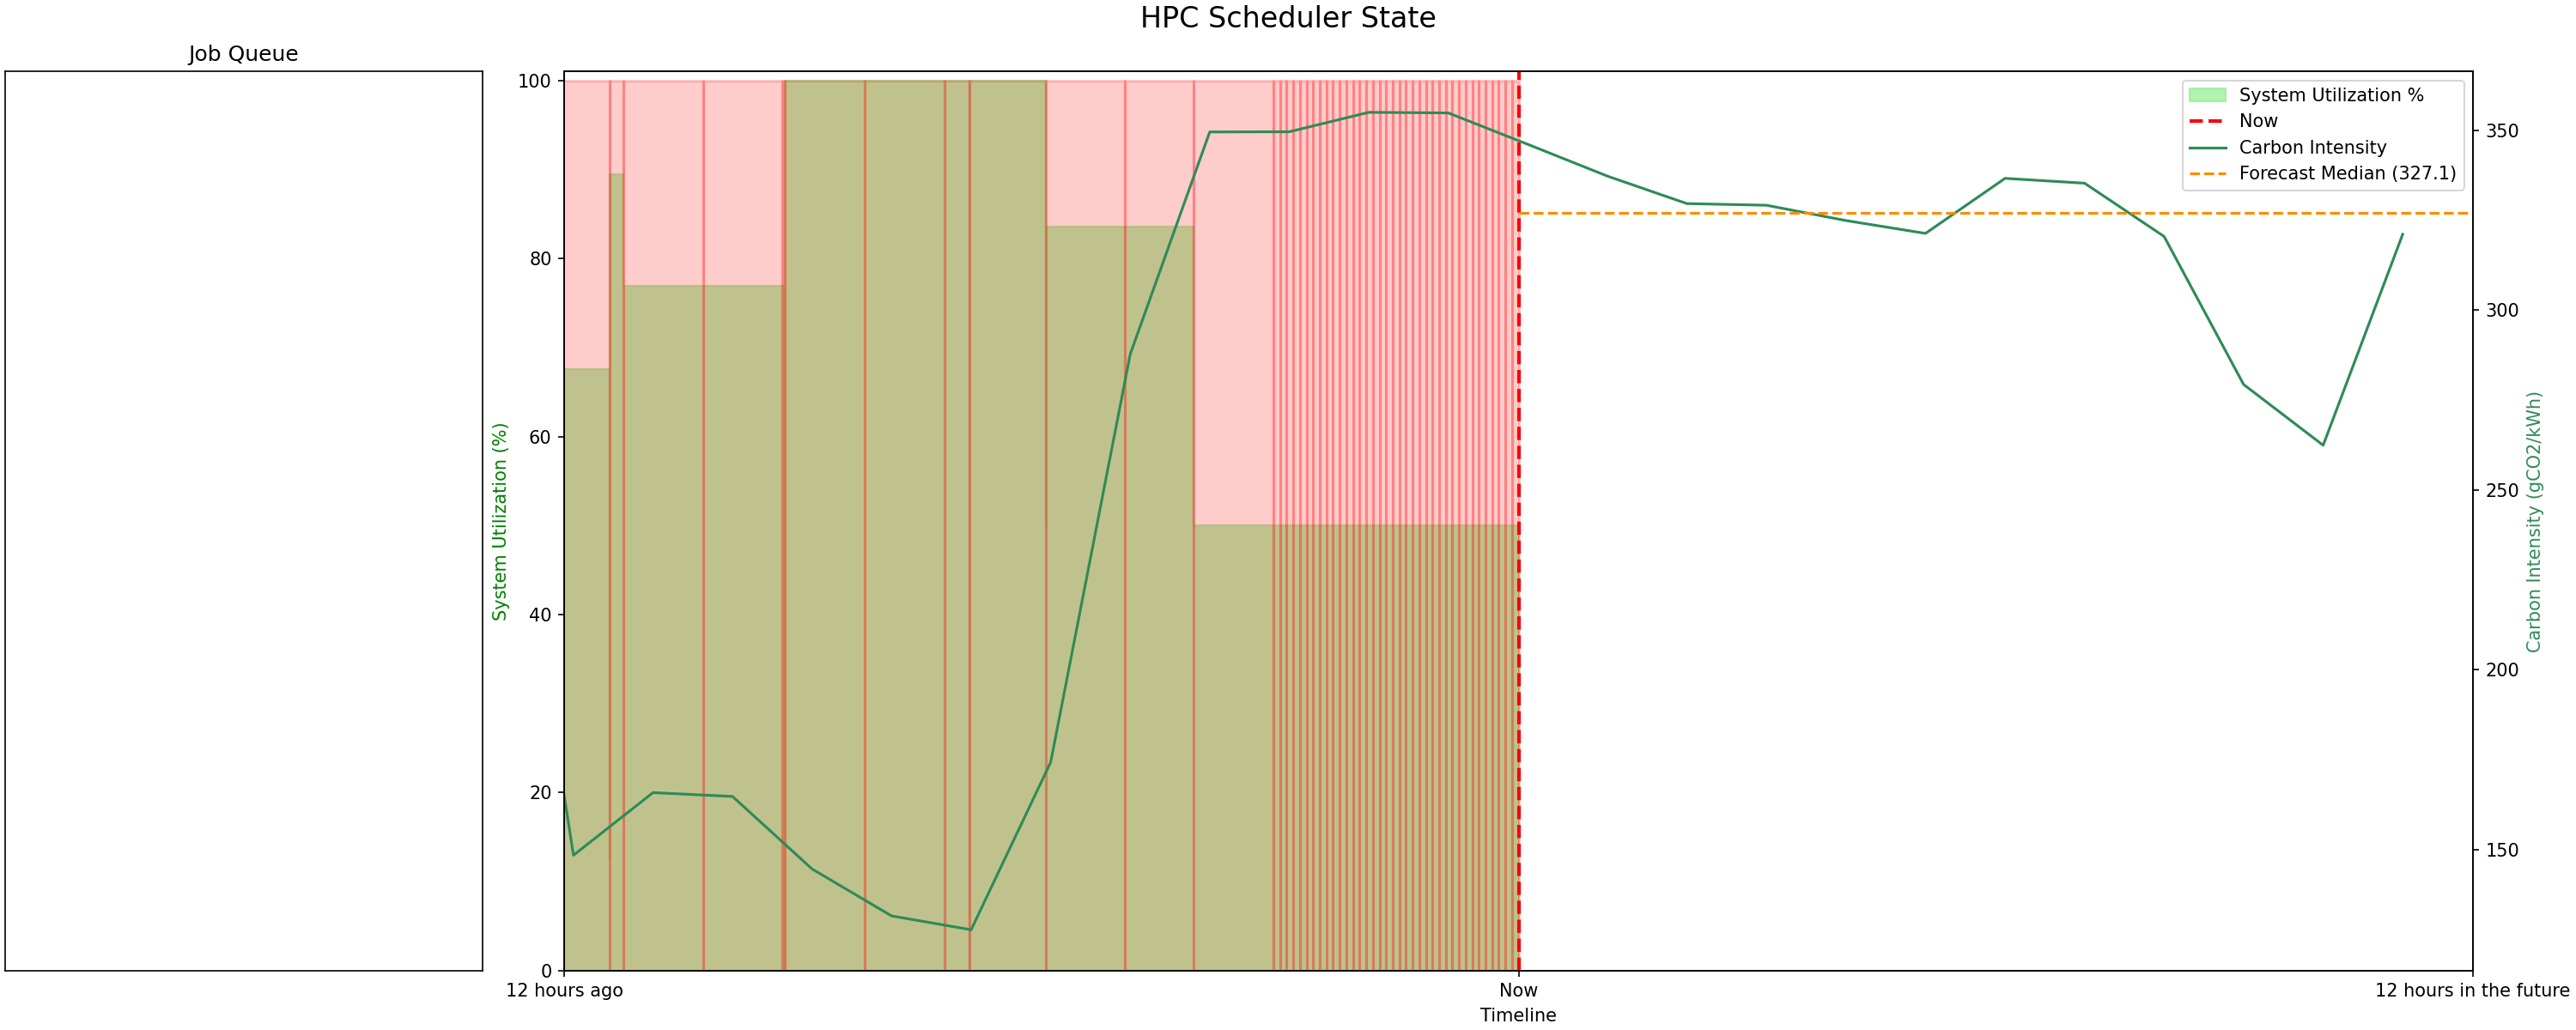 HPC Scheduler State
Job Queue
System Utilization (%)
100
80
60
40
20
0
System Utilization %
Now
Carbon Intensity
Forecast Median (327.1)
350
300
250
200
150
Carbon Intensity (gCO2/kWh)
12 hours ago
Now
12 hours in the future
Timeline